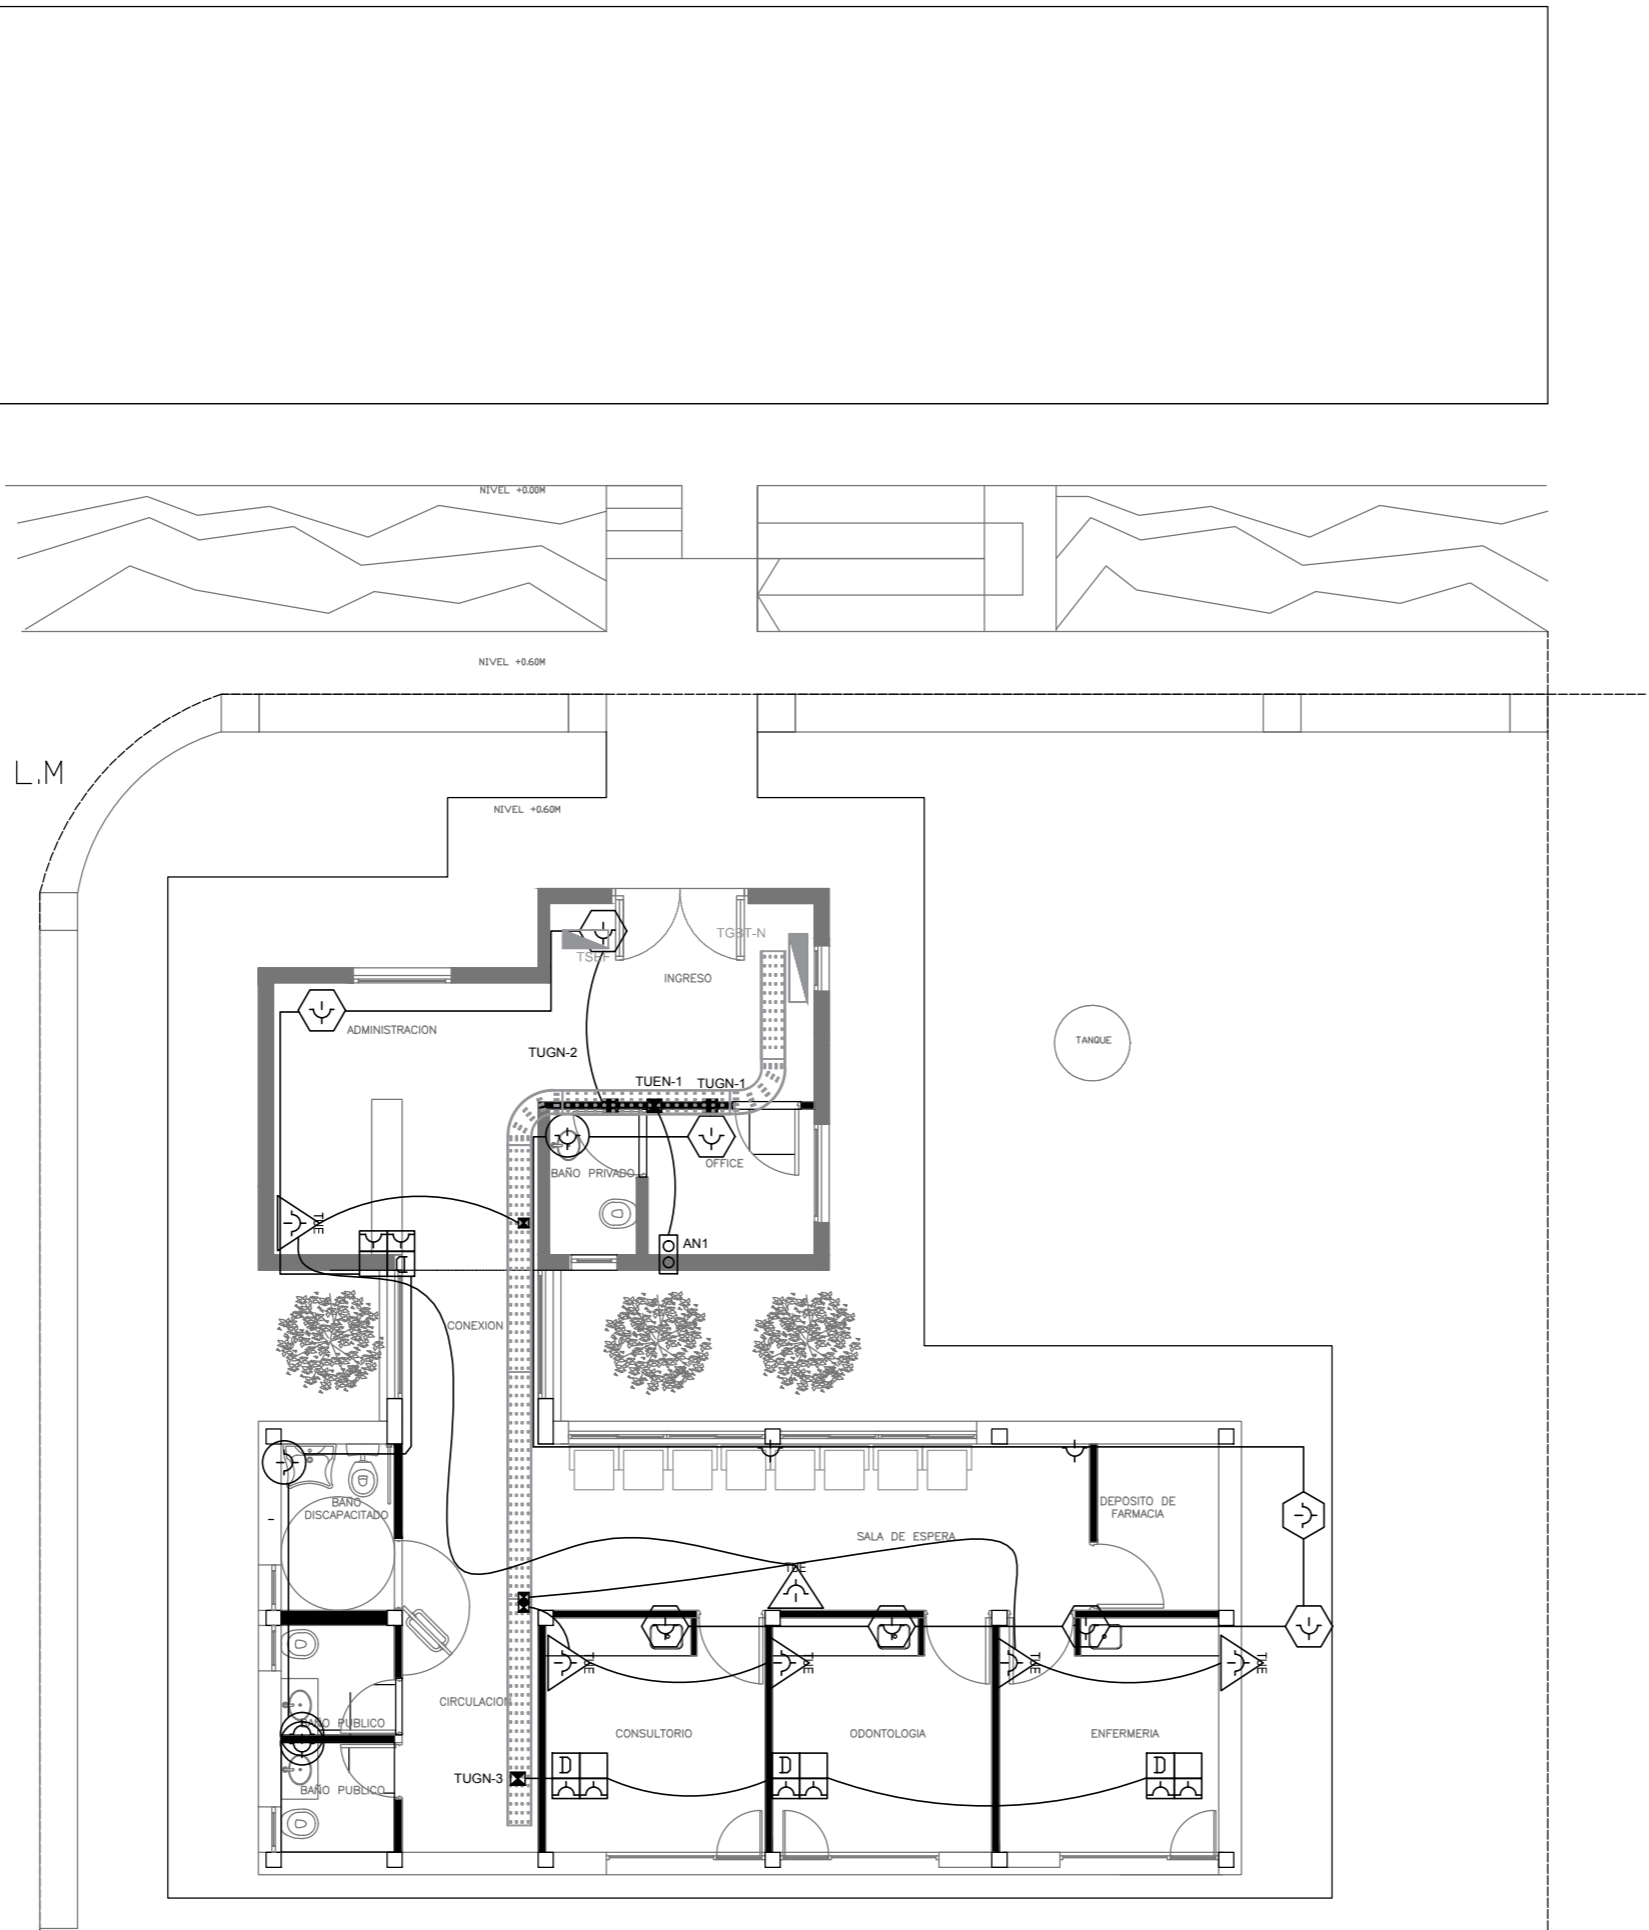 NIVEL +0.00M
NIVEL +0.60M
L.M
NIVEL +0.60M
TGBT-N
TSEF
INGRESO
ADMINISTRACION
TANQUE
TUGN-2
TUEN-1
TUGN-1
OFFICE
BAÑO PRIVADO
TUE
AN1
D
CONEXION
BAÑO
DISCAPACITADO
DEPOSITO DE
FARMACIA
SALA DE ESPERA
TUE
TUE
TUE
TUE
TUE
CIRCULACION
BAÑO PUBLICO
CONSULTORIO
ODONTOLOGIA
ENFERMERIA
D
D
D
TUGN-3
BAÑO PUBLICO